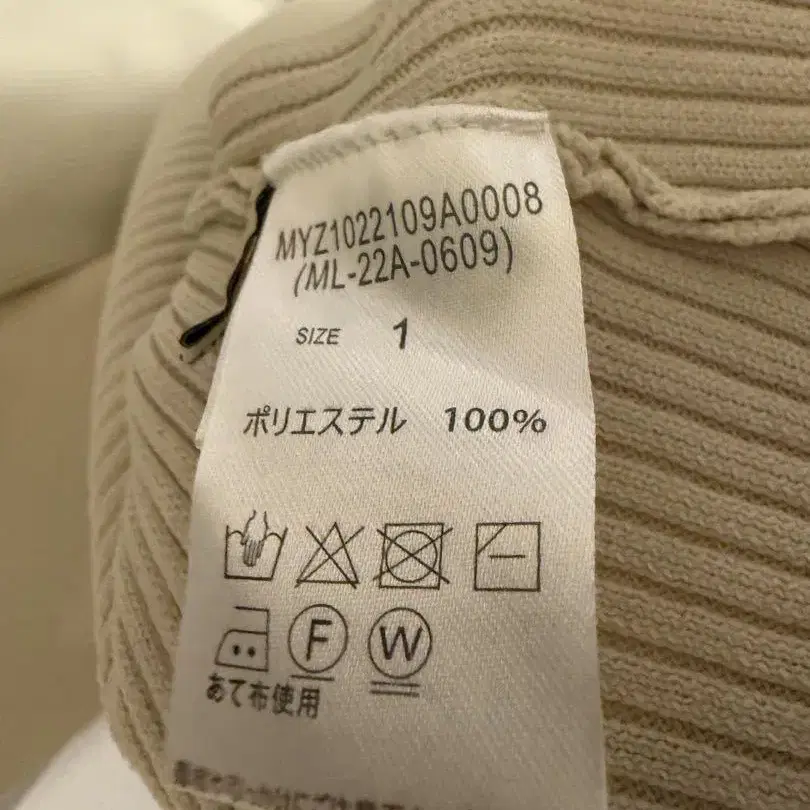 MYZ1022109A0008
(ML-22A-0609)
SIZE 1
ポリエステル 100%
F W
あて布使用